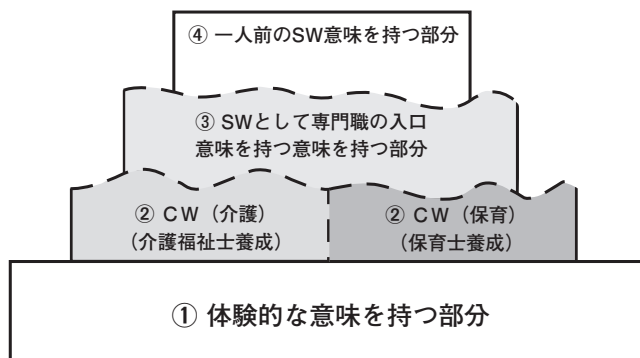 ④ 一人前のSW意味を持つ部分
③ SWとして専門職の入口
意味を持つ意味を持つ部分
② CW（介護）
（介護福祉士養成）
② CW（保育）
（保育士養成）
① 体験的な意味を持つ部分